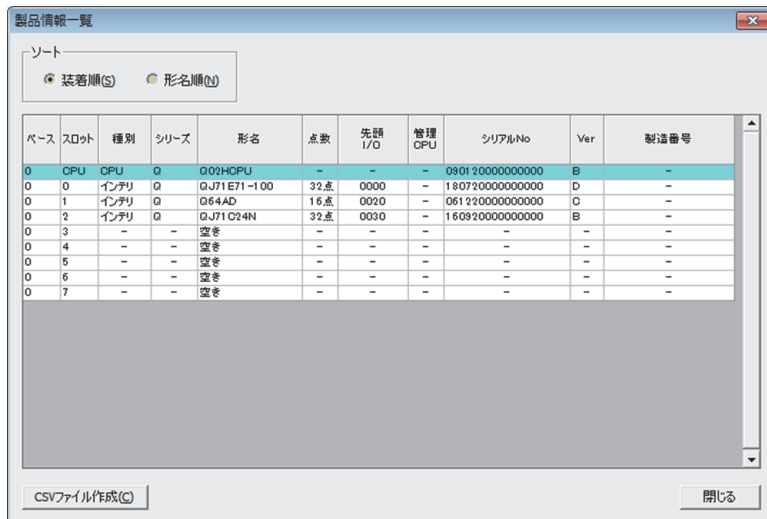 製品情報一覧
ソート
装着順(S) 形名順(N)
ベース スロット 種別 シリーズ 形名 点数 先頭I/O 管理CPU シリアルNo Ver 製造番号
0 CPU CPU Q Q02HCPU - - - 090120000000000 B -
0 0 インテリ Q QJ71E71-100 32点 0000 - 180720000000000 D -
0 1 インテリ Q Q64AD 16点 0020 - 061220000000000 C -
0 2 インテリ Q QJ71C24N 32点 0030 - 160920000000000 B -
0 3 - - 空き - - - - - -
0 4 - - 空き - - - - - -
0 5 - - 空き - - - - - -
0 6 - - 空き - - - - - -
0 7 - - 空き - - - - - -
CSVファイル作成(C) 閉じる